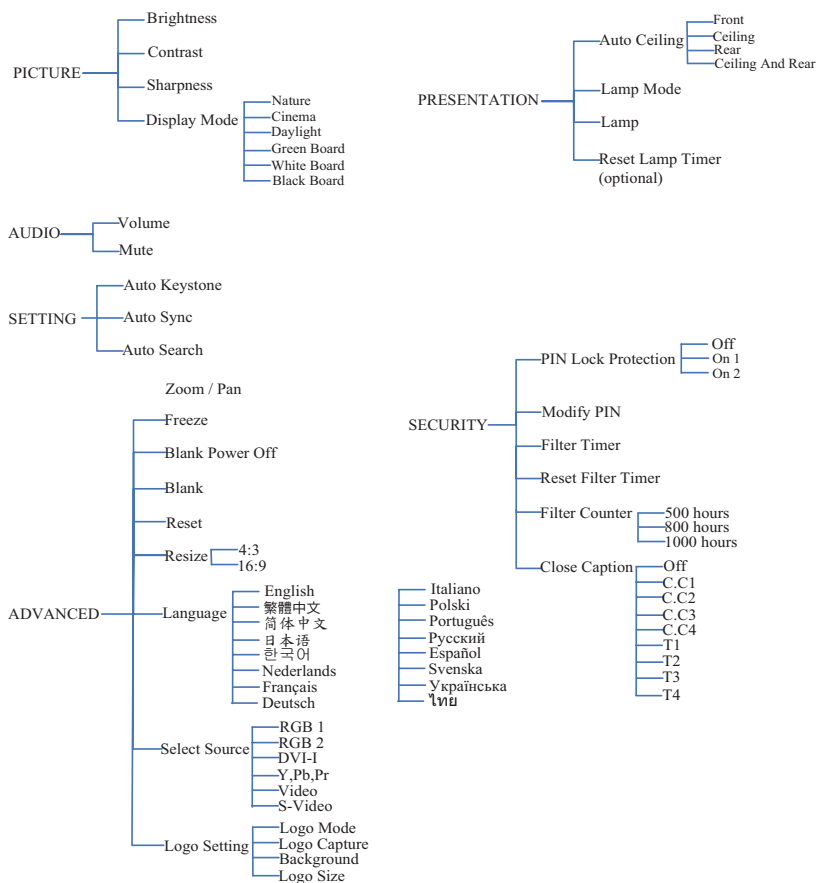 PICTURE
Brightness
Contrast
Sharpness
Display Mode
Nature
Cinema
Daylight
Green Board
White Board
Black Board
AUDIO
Volume
Mute
SETTING
Auto Keystone
Auto Sync
Auto Search
ADVANCED
Zoom / Pan
Freeze
Blank Power Off
Blank
Reset
Resize
4:3
16:9
Language
English
繁體中文
简体中文
日本语
한국어
Nederlands
Français
Deutsch
Italiano
Polski
Português
Русский
Español
Svenska
Українська
ไทย
Select Source
RGB 1
RGB 2
DVI-I
Y,Pb,Pr
Video
S-Video
Logo Setting
Logo Mode
Logo Capture
Background
Logo Size
PRESENTATION
Auto Ceiling
Front
Ceiling
Rear
Ceiling And Rear
Lamp Mode
Lamp
Reset Lamp Timer
(optional)
SECURITY
PIN Lock Protection
Off
On 1
On 2
Modify PIN
Filter Timer
Reset Filter Timer
Filter Counter
500 hours
800 hours
1000 hours
Close Caption
Off
C.C1
C.C2
C.C3
C.C4
T1
T2
T3
T4